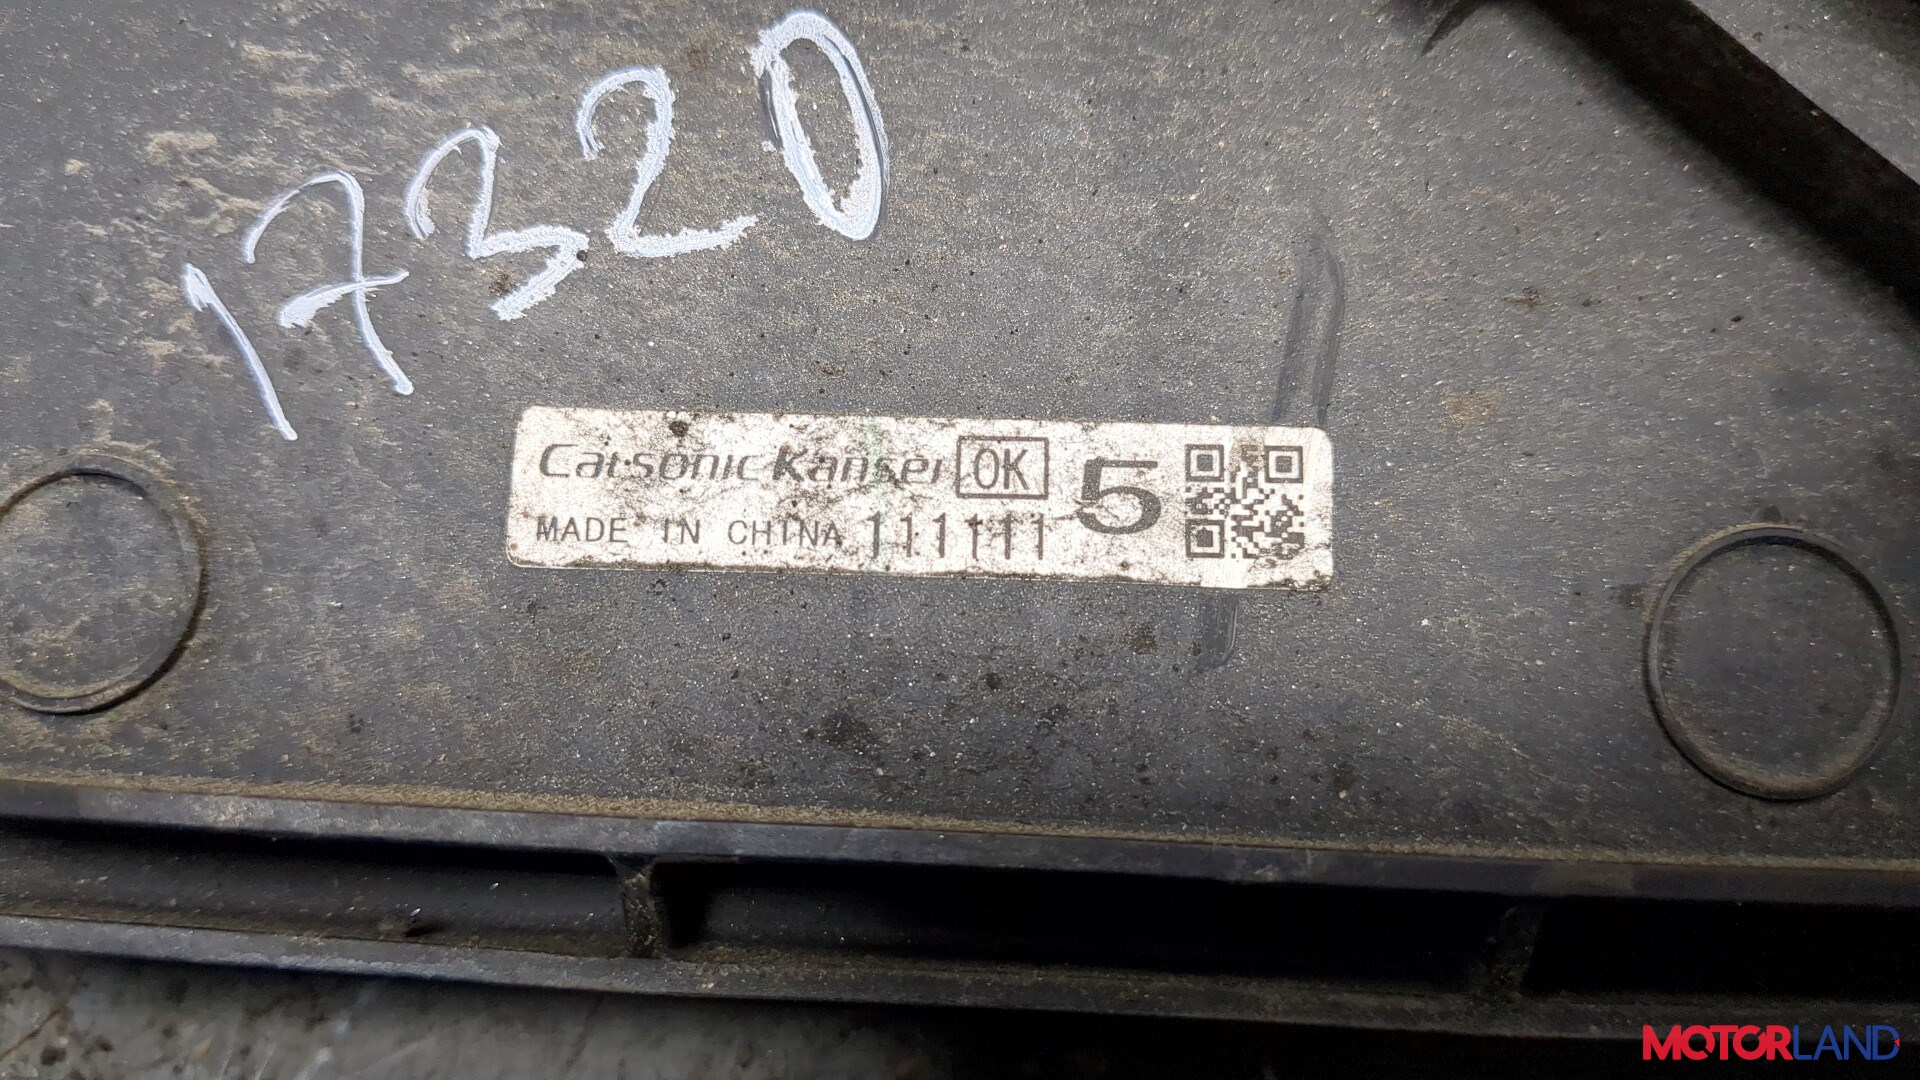 17320
Calsonic Kansei OK 5
MADE IN CHINA 111111
MOTORLAND